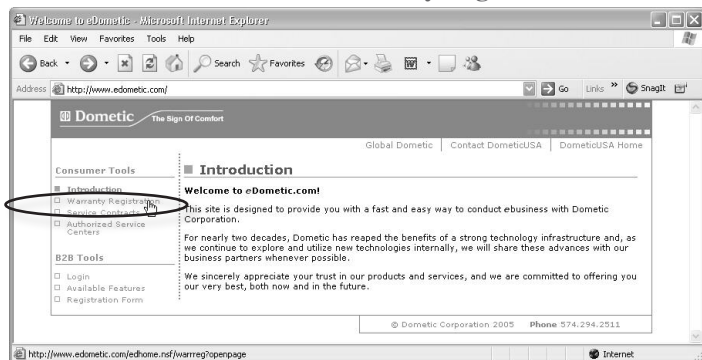 Welcome to eDometic - Microsoft Internet Explorer
File Edit View Favorites Tools Help
Back Search Favorites
Address http://www.edometic.com/ Go Links » SnagIt
Dometic The Sign Of Comfort
Global Dometic Contact DometicUSA DometicUSA Home
Consumer Tools
Introduction
Warranty Registration
Service Contracts
Authorized Service
Centers
B2B Tools
Login
Available Features
Registration Form
Introduction
Welcome to eDometic.com!
This site is designed to provide you with a fast and easy way to conduct ebusiness with Dometic
Corporation.
For nearly two decades, Dometic has reaped the benefits of a strong technology infrastructure and, as
we continue to explore and utilize new technologies internally, we will share these advances with our
business partners whenever possible.
We sincerely appreciate your trust in our products and services, and we are committed to offering you
our very best, both now and in the future.
© Dometic Corporation 2005 Phone 574.294.2511
http://www.edometic.com/edhome.nsf/warrreg?openpage Internet